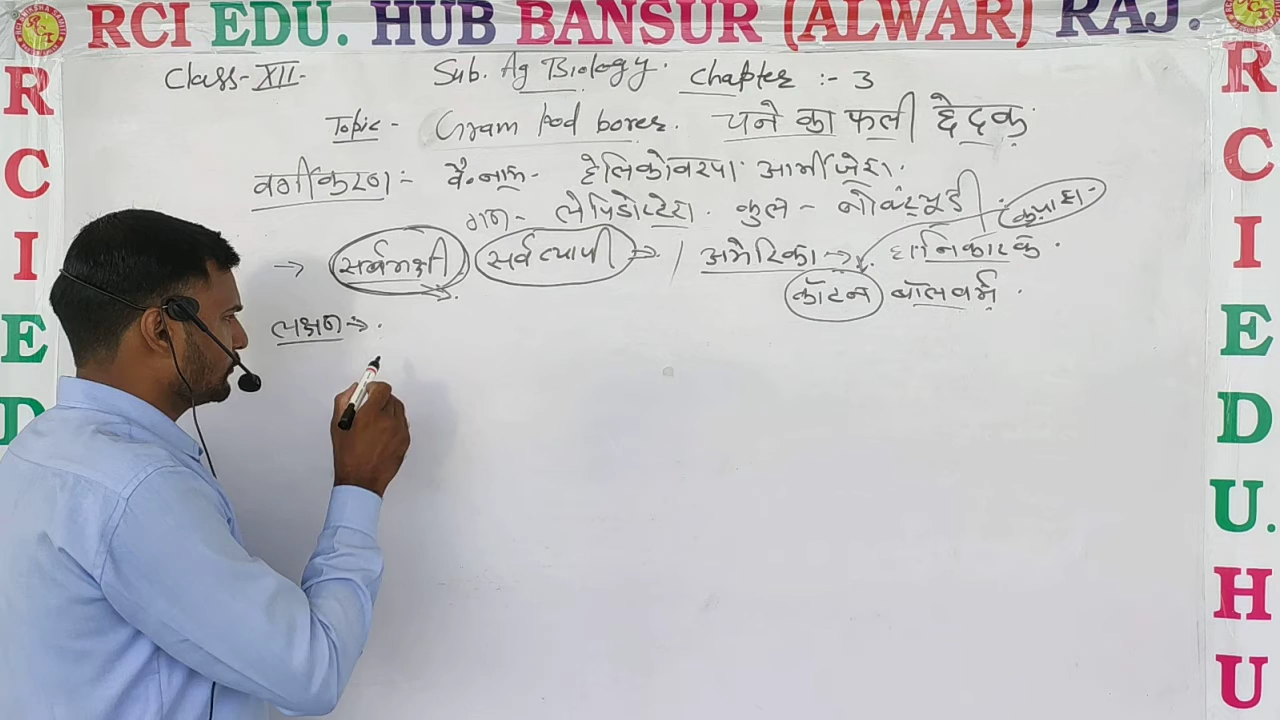 RCI EDU. HUB BANSUR (ALWAR) RAJ.
Class-XII- Sub. Ag Biology. Chapter :- 3
Topic - Gram Pod borer. चने का फली छेदक.
वर्गीकरण :- वै.नाम- हेलिकोवरपा आर्मीजेरा.
गण- लेपिडोप्टेरा. कुल - नोक्ट्यूडी. कपास-
→ सर्वभक्षी सर्वव्यापी → / अमेरिका → हानिकारक.
कॉटन बॉलवर्म.
लक्षण →.
R
C
I
E
D
R
C
I
E
D
U.
H
U